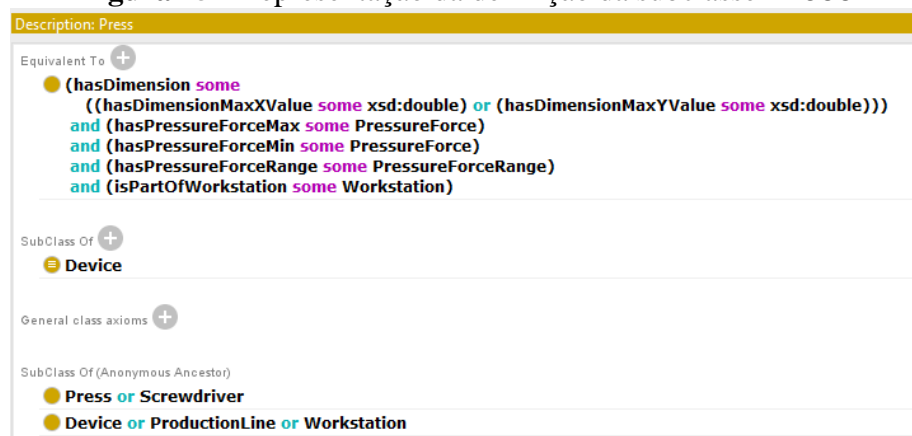 Description: Press
Equivalent To
(hasDimension some
((hasDimensionMaxXValue some xsd:double) or (hasDimensionMaxYValue some xsd:double)))
and (hasPressureForceMax some PressureForce)
and (hasPressureForceMin some PressureForce)
and (hasPressureForceRange some PressureForceRange)
and (isPartOfWorkstation some Workstation)
SubClass Of
Device
General class axioms
SubClass Of (Anonymous Ancestor)
Press or Screwdriver
Device or ProductionLine or Workstation